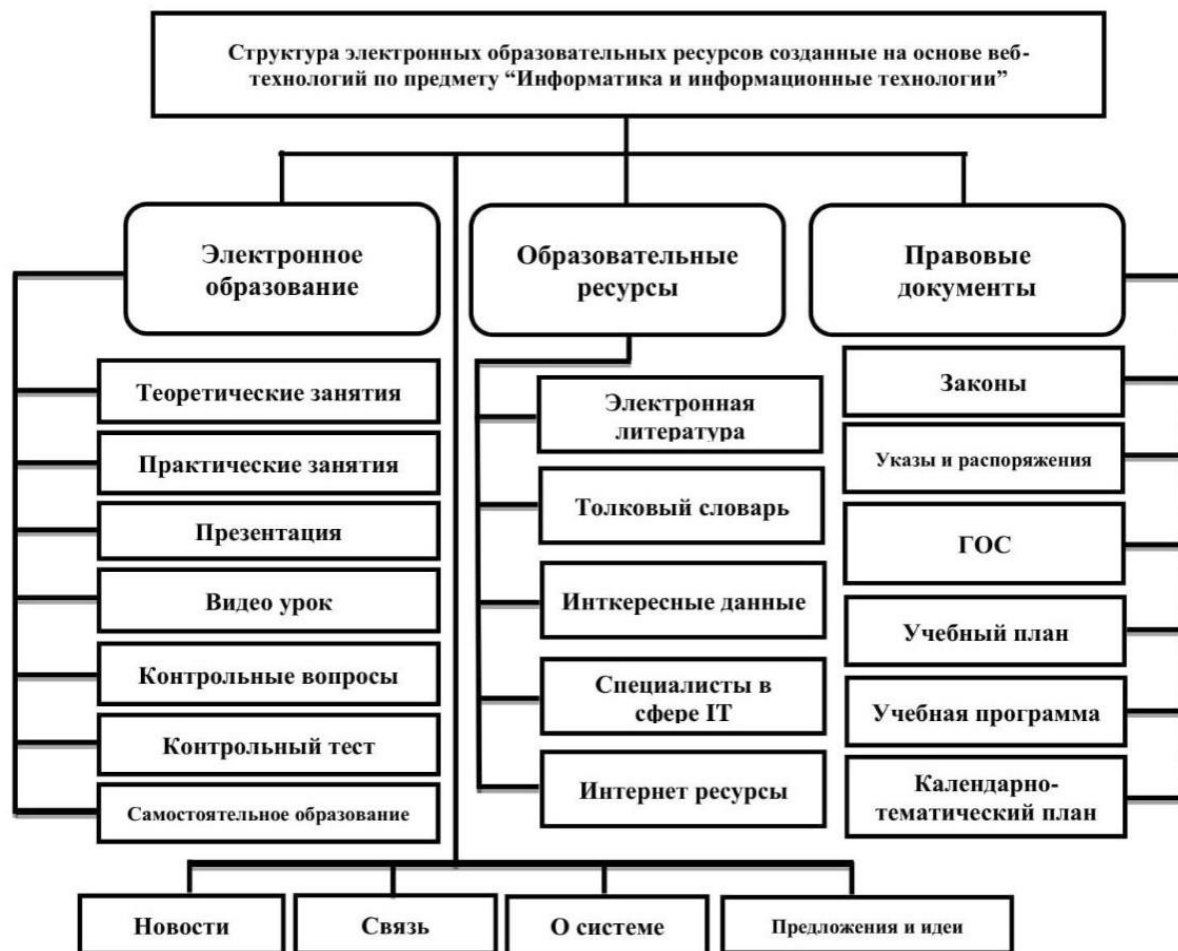 Структура электронных образовательных ресурсов созданные на основе веб-
технологий по предмету “Информатика и информационные технологии”
Электронное
образование
Теоретические занятия
Практические занятия
Презентация
Видео урок
Контрольные вопросы
Контрольный тест
Самостоятельное образование
Образовательные
ресурсы
Электронная
литература
Толковый словарь
Инткересные данные
Специалисты в
сфере IT
Интернет ресурсы
Правовые
документы
Законы
Указы и распоряжения
ГОС
Учебный план
Учебная программа
Календарно-
тематический план
Новости
Связь
О системе
Предложения и идеи